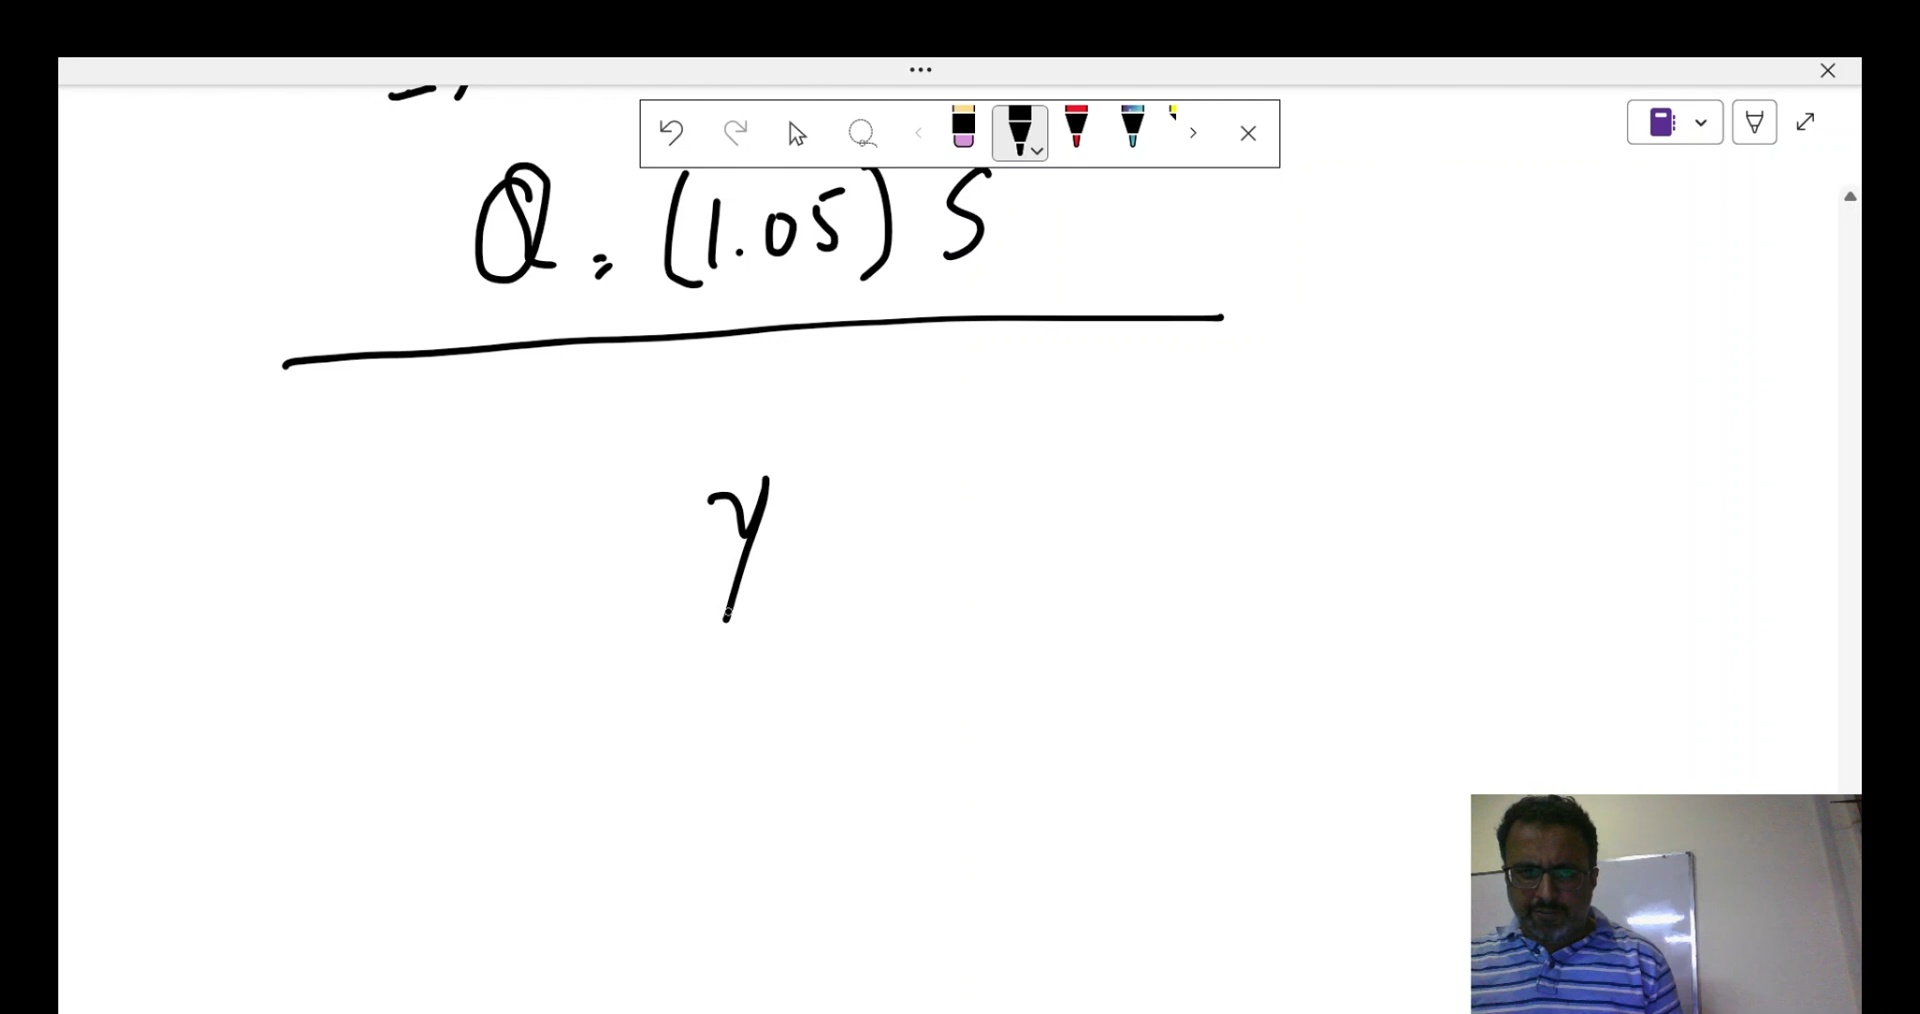 Q = (1.05) S
y